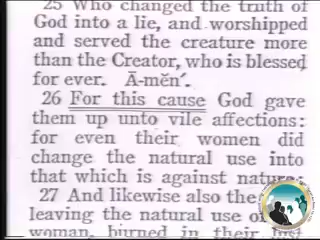 25 Who changed the truth of
God into a lie, and worshipped
and served the creature more
than the Creator, who is blessed
for ever. Ā-mĕn´.
26 For this cause God gave
them up unto vile affections:
for even their women did
change the natural use into
that which is against nature:
27 And likewise also the
leaving the natural use of
woman, burned in their lust